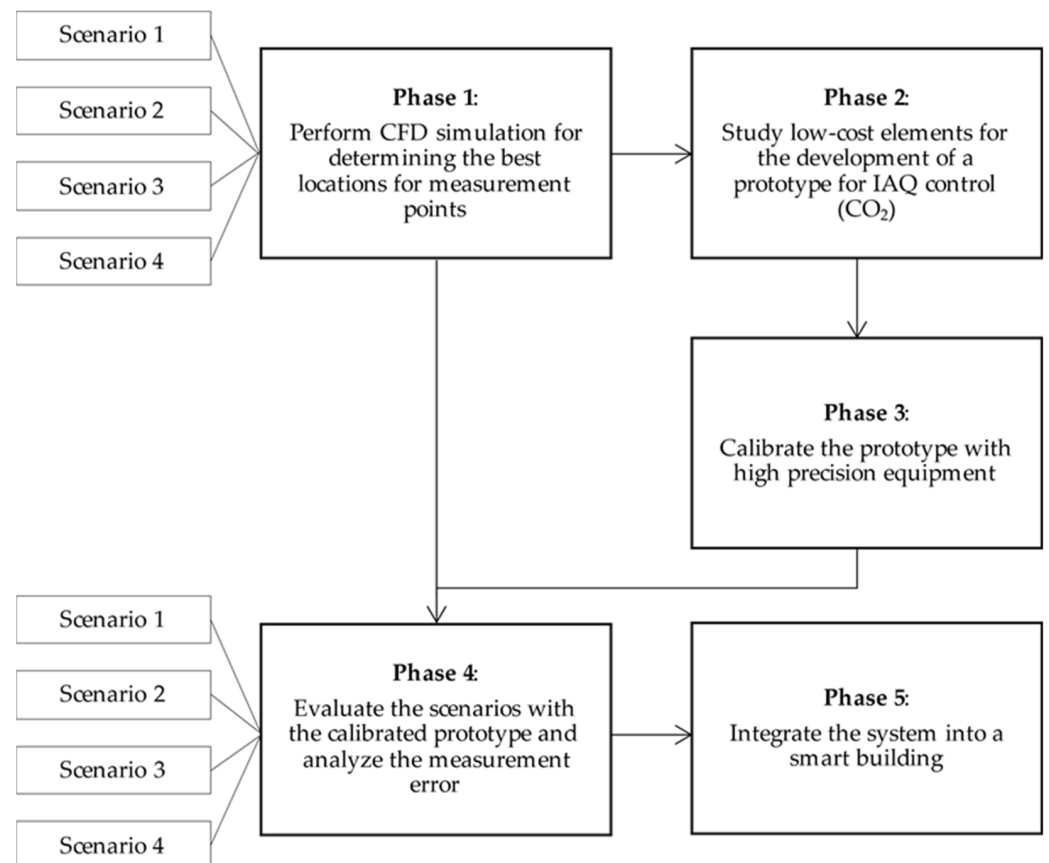 Scenario 1
Scenario 2
Scenario 3
Scenario 4
Phase 1:
Perform CFD simulation for
determining the best
locations for measurement
points
Phase 2:
Study low-cost elements for
the development of a
prototype for IAQ control
(CO₂)
Phase 3:
Calibrate the prototype with
high precision equipment
Scenario 1
Scenario 2
Scenario 3
Scenario 4
Phase 4:
Evaluate the scenarios with
the calibrated prototype and
analyze the measurement
error
Phase 5:
Integrate the system into a
smart building